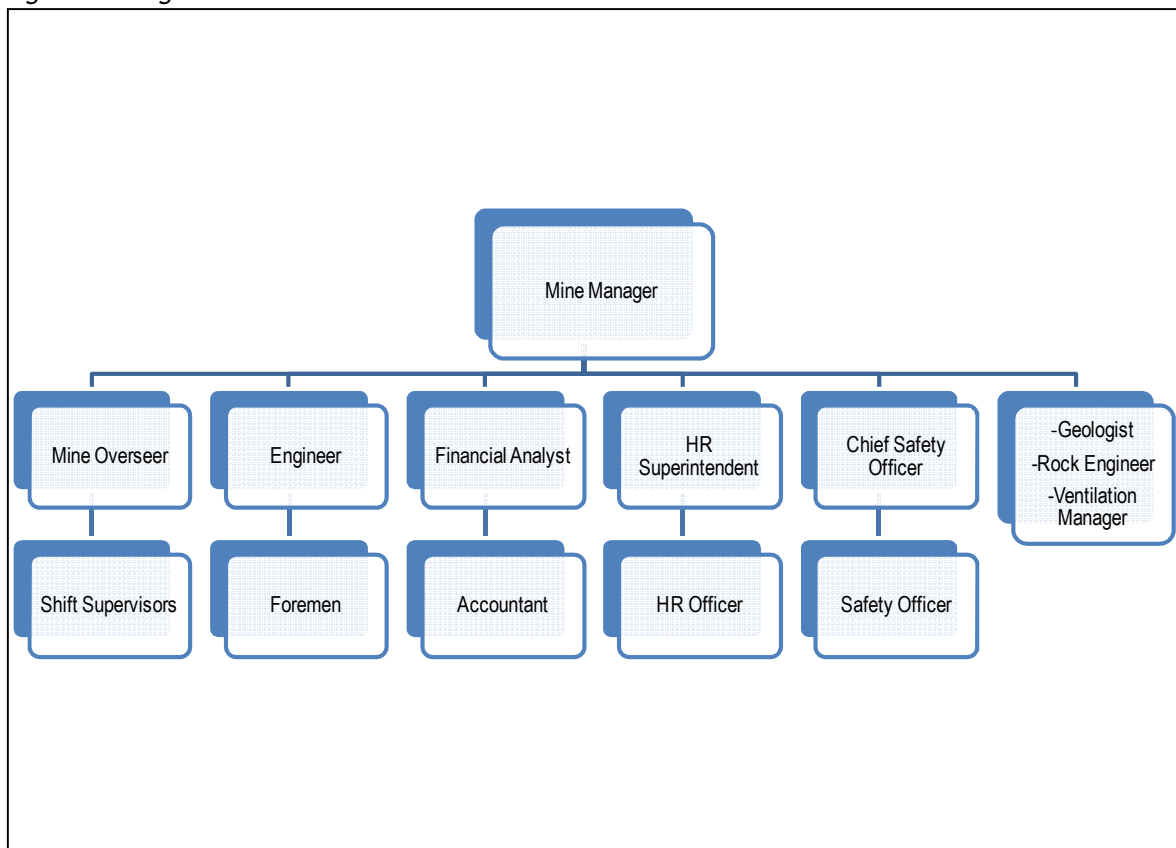 Mine Manager
Mine Overseer
Engineer
Financial Analyst
HR
Superintendent
Chief Safety
Officer
-Geologist
-Rock Engineer
-Ventilation
Manager
Shift Supervisors
Foremen
Accountant
HR Officer
Safety Officer